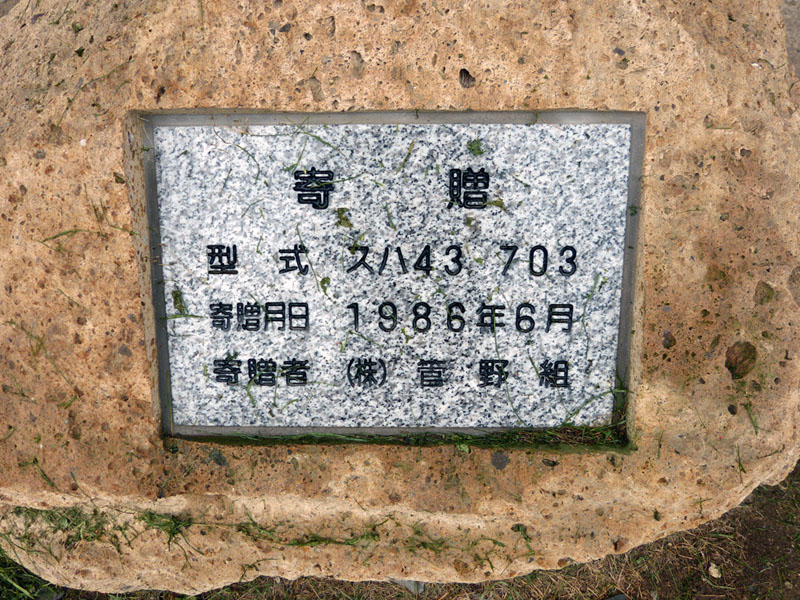 寄贈
型式 スハ43 703
寄贈月日 1986年6月
寄贈者 (株) 菅野組